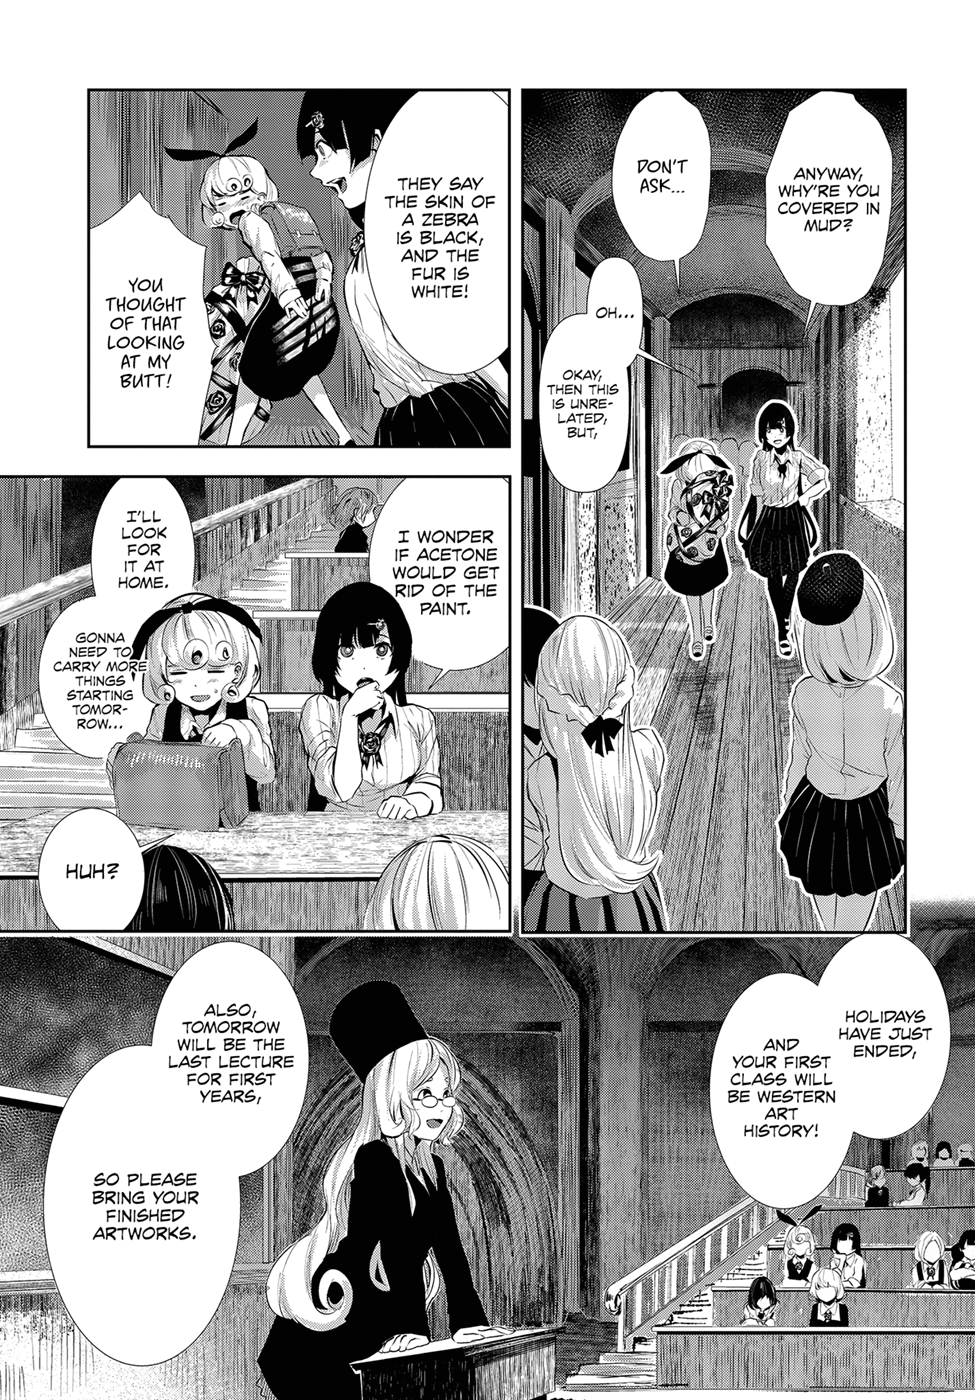 ANYWAY,
WHY'RE YOU
COVERED IN
MUD?
DON'T
ASK...
OH...
OKAY,
THEN THIS
IS UNRE-
LATED,
BUT,
THEY SAY
THE SKIN OF
A ZEBRA
IS BLACK,
AND THE
FUR IS
WHITE!
YOU
THOUGHT
OF THAT
LOOKING
AT MY
BUTT!
I WONDER
IF ACETONE
WOULD GET
RID OF THE
PAINT.
I'LL
LOOK
FOR
IT AT
HOME.
GONNA
NEED TO
CARRY MORE
THINGS
STARTING
TOMOR-
ROW...
HUH?
HOLIDAYS
HAVE JUST
ENDED,
AND
YOUR FIRST
CLASS WILL
BE WESTERN
ART
HISTORY!
ALSO,
TOMORROW
WILL BE THE
LAST LECTURE
FOR FIRST
YEARS,
SO PLEASE
BRING YOUR
FINISHED
ARTWORKS.